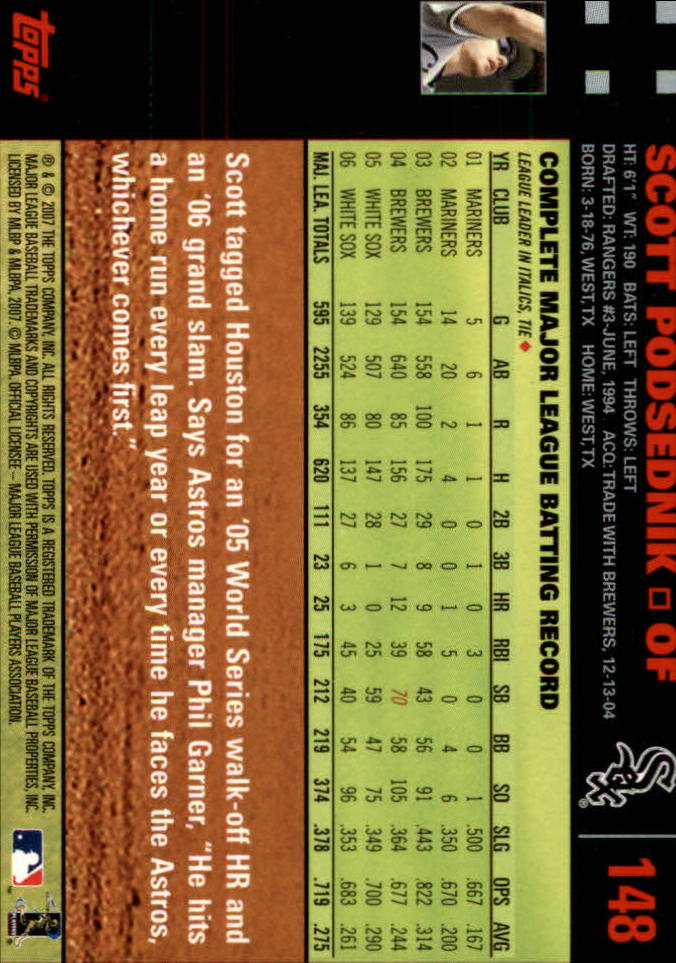 SCOTT PODSEDNIK □ OF
148
HT: 6'1" WT: 190 BATS: LEFT THROWS: LEFT
DRAFTED: RANGERS #3-JUNE, 1994 ACQ: TRADE WITH BREWERS, 12-13-04
BORN: 3-18-76, WEST, TX HOME: WEST, TX
Sox
®
COMPLETE MAJOR LEAGUE BATTING RECORD
LEAGUE LEADER IN ITALICS, TIE ♦
YR CLUB G AB R H 2B 3B HR RBI SB BB SO SLG OPS AVG
01 MARINERS 5 6 1 1 0 1 0 3 0 0 1 .500 .667 .167
02 MARINERS 14 20 2 4 0 0 1 5 0 4 6 .350 .670 .200
03 BREWERS 154 558 100 175 29 8 9 58 43 56 91 .443 .822 .314
04 BREWERS 154 640 85 156 27 7 12 39 70 58 105 .364 .677 .244
05 WHITE SOX 129 507 80 147 28 1 0 25 59 47 75 .349 .700 .290
06 WHITE SOX 139 524 86 137 27 6 3 45 40 54 96 .353 .683 .261
MAJ. LEA. TOTALS 595 2255 354 620 111 23 25 175 212 219 374 .378 .719 .275
Scott tagged Houston for an '05 World Series walk-off HR and
an '06 grand slam. Says Astros manager Phil Garner, "He hits
a home run every leap year or every time he faces the Astros,
whichever comes first."
® & © 2007 THE TOPPS COMPANY, INC. ALL RIGHTS RESERVED. TOPPS IS A REGISTERED TRADEMARK OF THE TOPPS COMPANY, INC.
MAJOR LEAGUE BASEBALL TRADEMARKS AND COPYRIGHTS ARE USED WITH PERMISSION OF MAJOR LEAGUE BASEBALL PROPERTIES, INC.
LICENSED BY MLBP & MLBPA, 2007. © MLBPA, OFFICIAL LICENSEE – MAJOR LEAGUE BASEBALL PLAYERS ASSOCIATION.
Topps